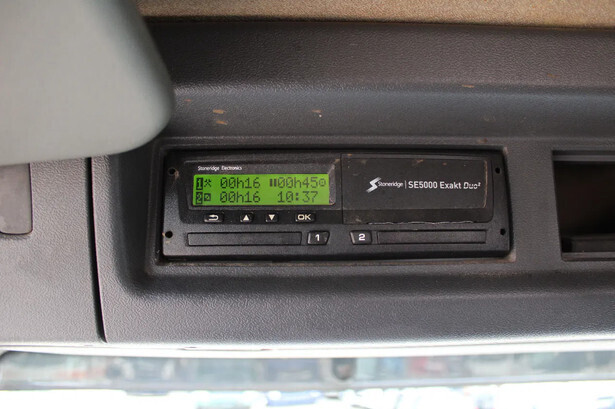 Stoneridge Electronics
1 00h16 00h45
2 00h16 10:37
Stoneridge SE5000 Exakt Duo²
OK
1 2